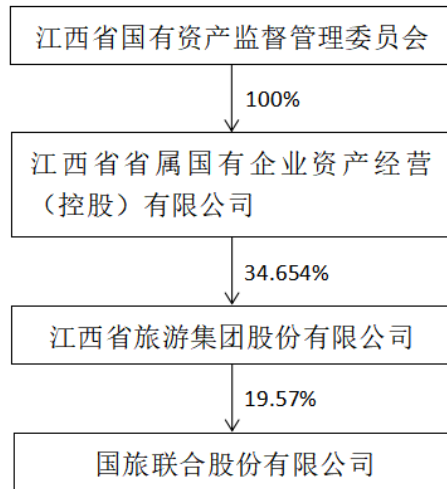 江西省国有资产监督管理委员会
100%
江西省省属国有企业资产经营
（控股）有限公司
34.654%
江西省旅游集团股份有限公司
19.57%
国旅联合股份有限公司